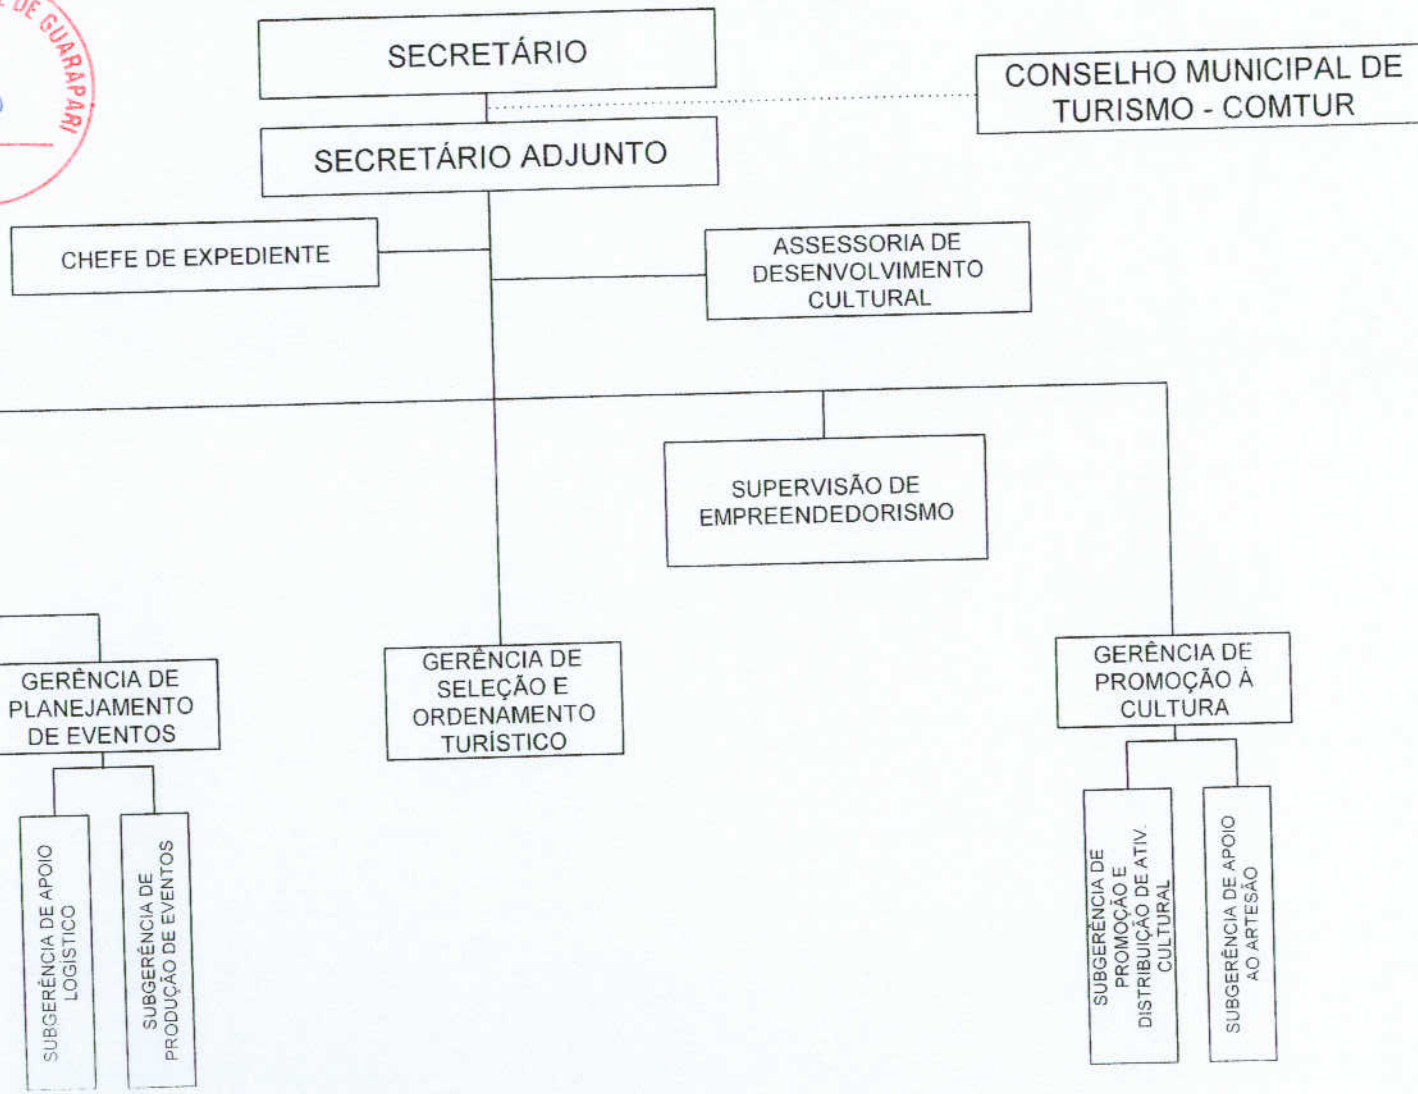 DE GUARAPARI
SECRETÁRIO
CONSELHO MUNICIPAL DE
TURISMO - COMTUR
SECRETÁRIO ADJUNTO
CHEFE DE EXPEDIENTE
ASSESSORIA DE
DESENVOLVIMENTO
CULTURAL
SUPERVISÃO DE
EMPREENDEDORISMO
GERÊNCIA DE
PLANEJAMENTO
DE EVENTOS
GERÊNCIA DE
SELEÇÃO E
ORDENAMENTO
TURÍSTICO
GERÊNCIA DE
PROMOÇÃO À
CULTURA
SUBGERÊNCIA DE APOIO
LOGÍSTICO
SUBGERÊNCIA DE
PRODUÇÃO DE EVENTOS
SUBGERÊNCIA DE
PROMOÇÃO E
DISTRIBUIÇÃO DE ATIV.
CULTURAL
SUBGERÊNCIA DE APOIO
AO ARTESÃO